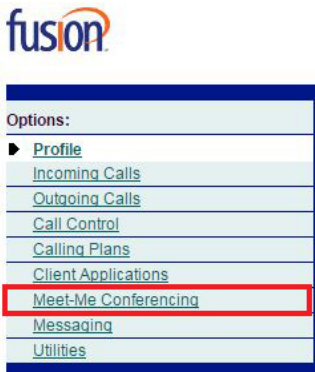 fusion
Options:
Profile
Incoming Calls
Outgoing Calls
Call Control
Calling Plans
Client Applications
Meet-Me Conferencing
Messaging
Utilities